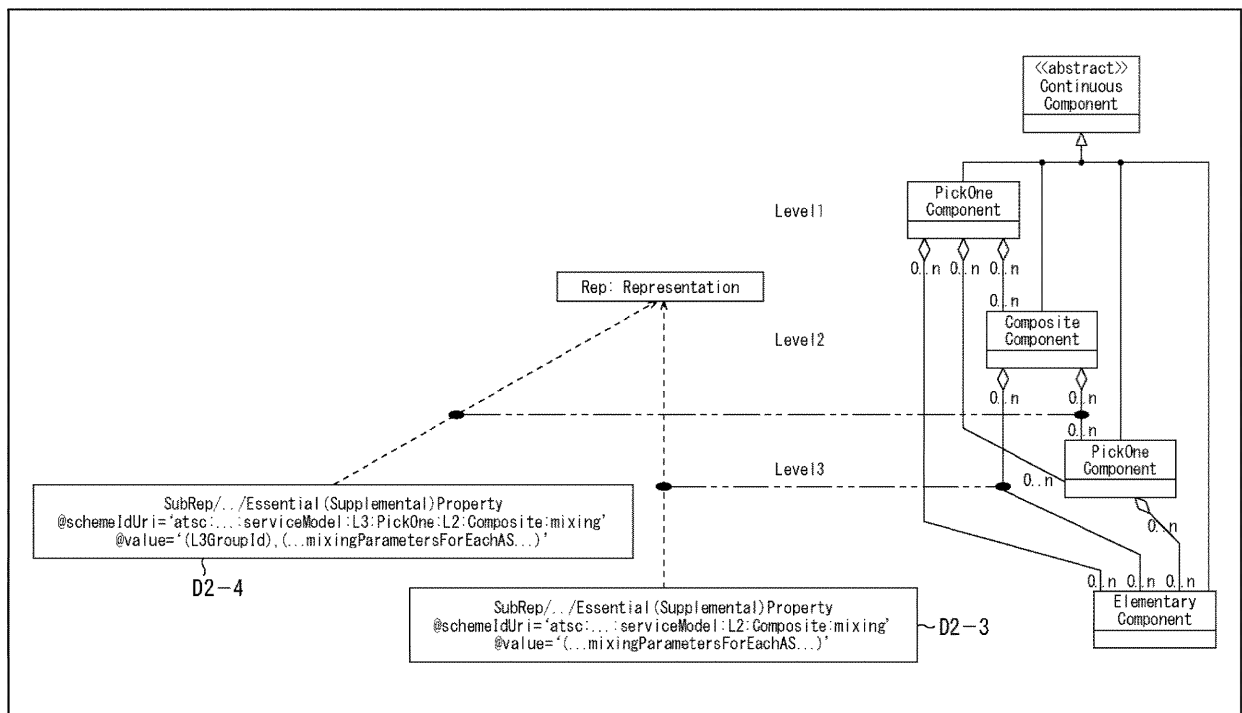 <<abstract>>
Continuous
Component
PickOne
Component
Level1
0..n 0..n 0..n
Rep: Representation
0..n
Composite
Component
Level2
0..n 0..n
0..n
PickOne
Component
Level3
0..n
SubRep/../Essential(Supplemental)Property
@schemeIdUri='atsc:...:serviceModel:L3:PickOne:L2:Composite:mixing'
@value='(L3GroupId),(...mixingParametersForEachAS...)'
D2-4
0..n
0..n 0..n 0..n
Elementary
Component
SubRep/../Essential(Supplemental)Property
@schemeIdUri='atsc:...:serviceModel:L2:Composite:mixing'
@value='(...mixingParametersForEachAS...)'
D2-3